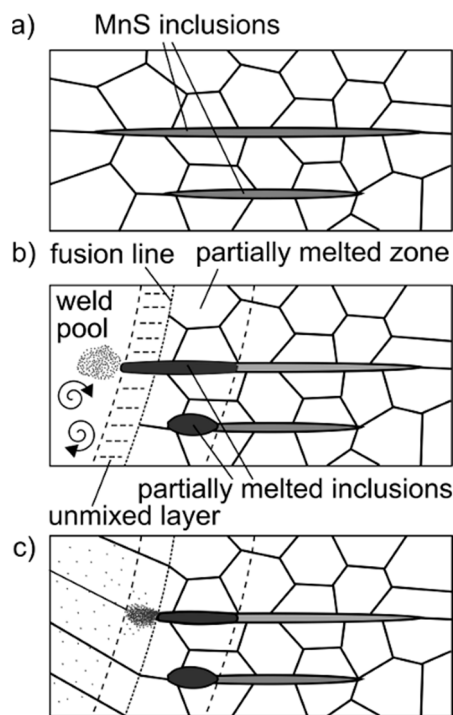 a)
MnS inclusions
b)
fusion line partially melted zone
weld
pool
partially melted inclusions
unmixed layer
c)